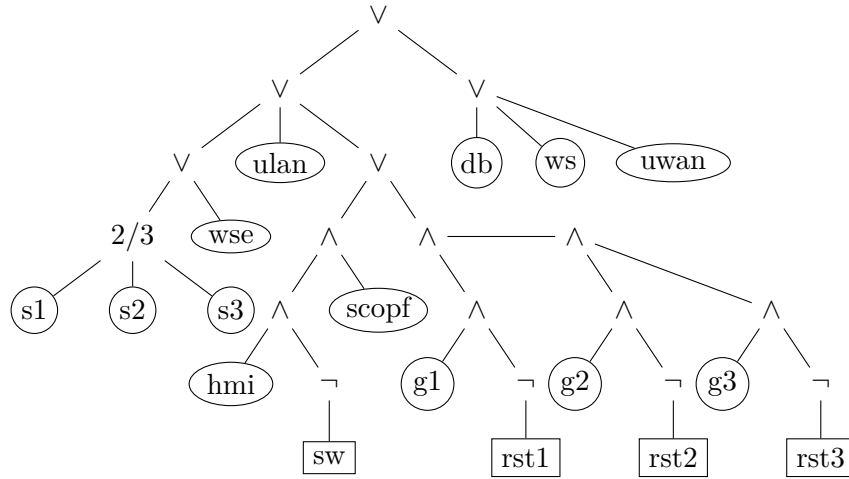 ∨
∨ ∨
∨ ulan ∨ db ws uwan
2/3 wse ∧ ∧ ∧
s1 s2 s3 ∧ scopf ∧ ∧ ∧
hmi ¬ g1 ¬ g2 ¬ g3 ¬
sw rst1 rst2 rst3